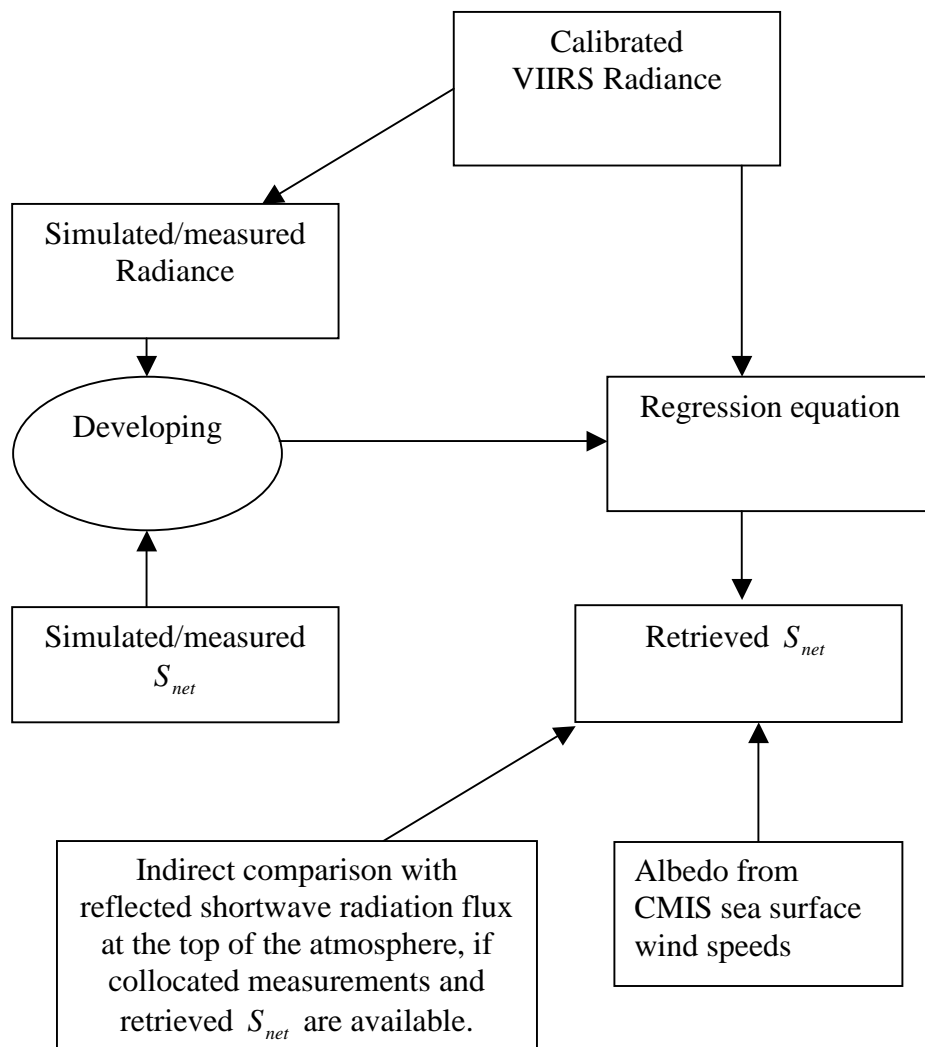 Calibrated
VIIRS Radiance
Simulated/measured
Radiance
Developing
Regression equation
Simulated/measured
S_net
Retrieved S_net
Indirect comparison with
reflected shortwave radiation flux
at the top of the atmosphere, if
collocated measurements and
retrieved S_net are available.
Albedo from
CMIS sea surface
wind speeds